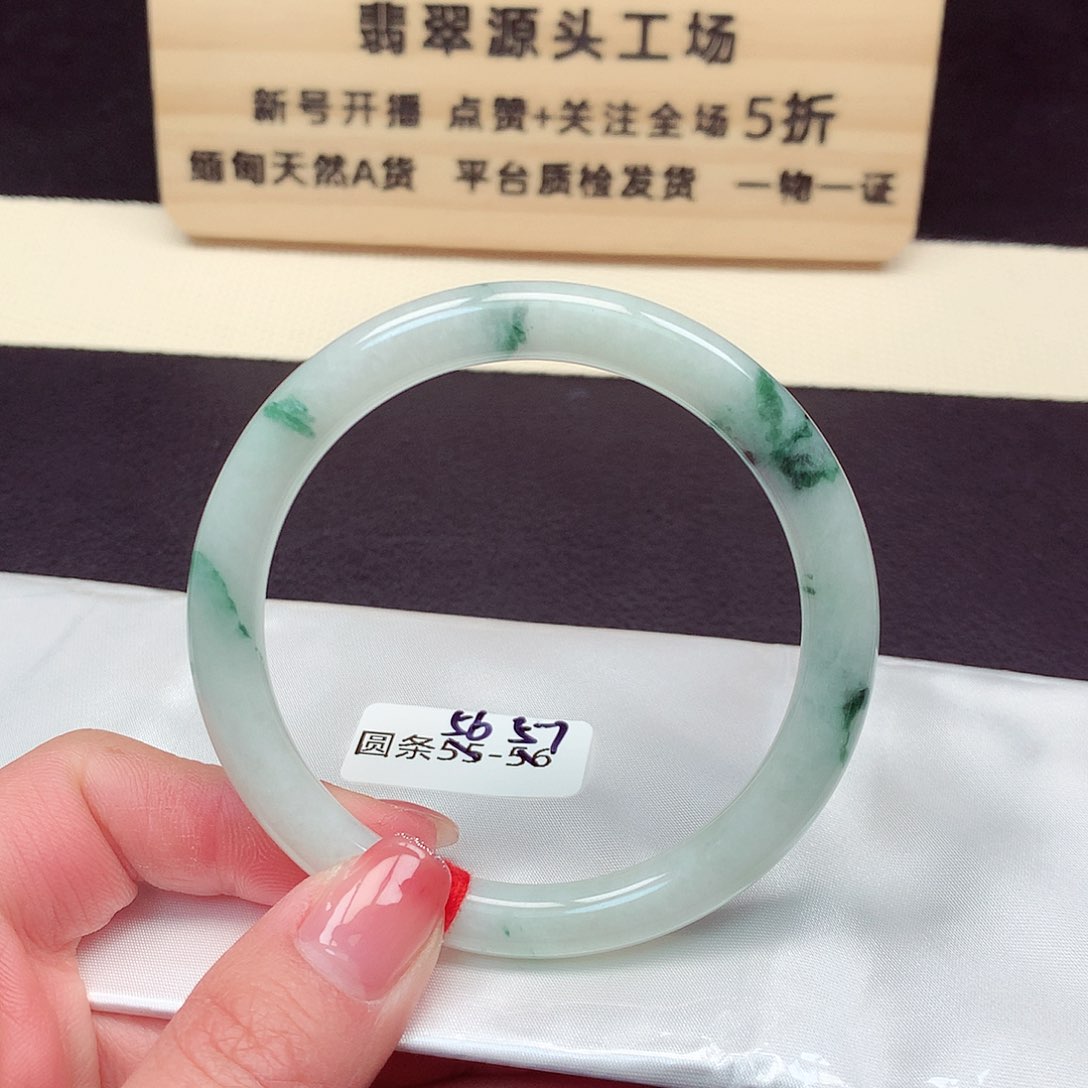 翡翠源头工场
新号开播 点赞+关注全场5折
缅甸天然A货 平台质检发货 一物一证
56 57
圆条55-56